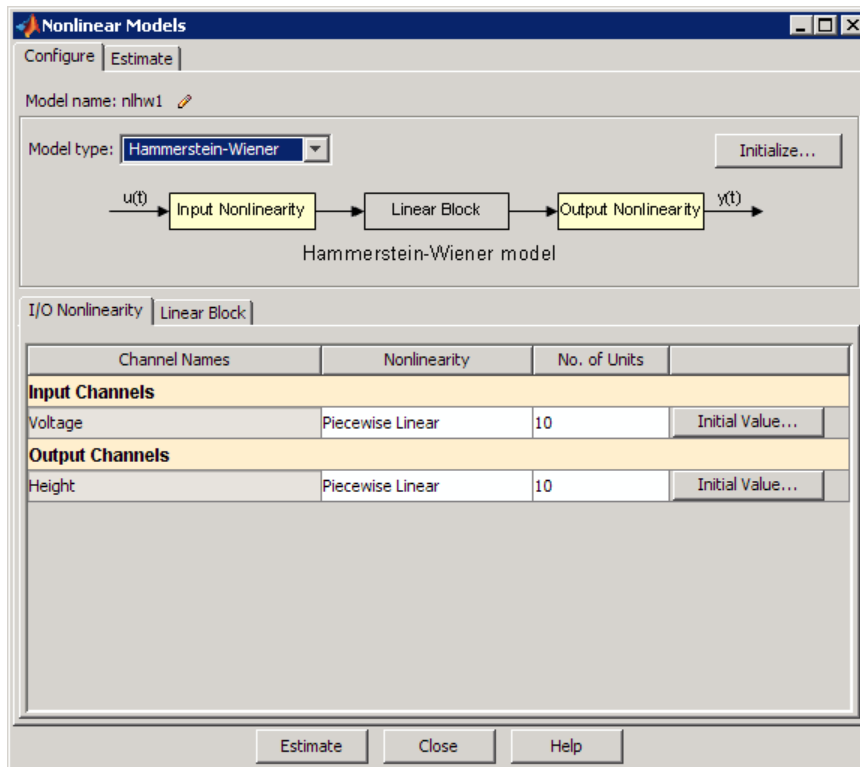 Nonlinear Models
Configure Estimate
Model name: nlhw1
Model type: Hammerstein-Wiener Initialize...
u(t) Input Nonlinearity Linear Block Output Nonlinearity y(t)
Hammerstein-Wiener model
I/O Nonlinearity Linear Block
Channel Names Nonlinearity No. of Units
Input Channels
Voltage Piecewise Linear 10 Initial Value...
Output Channels
Height Piecewise Linear 10 Initial Value...
Estimate Close Help